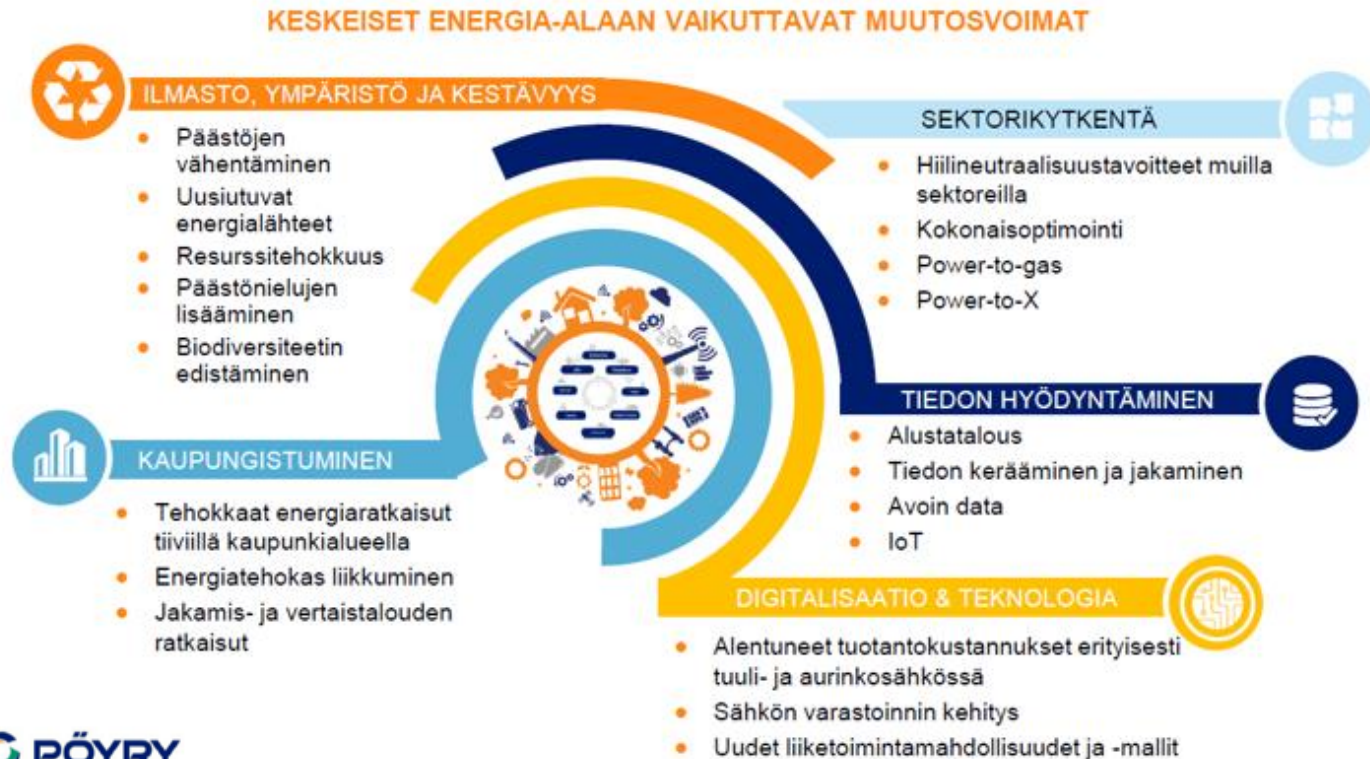 KESKEISET ENERGIA-ALAAN VAIKUTTAVAT MUUTOSVOIMAT
ILMASTO, YMPÄRISTÖ JA KESTÄVYYS
• Päästöjen
vähentäminen
• Uusiutuvat
energialähteet
• Resurssitehokkuus
• Päästönielujen
lisääminen
• Biodiversiteetin
edistäminen
SEKTORIKYTKENTÄ
• Hiilineutraalisuustavoitteet muilla
sektoreilla
• Kokonaisoptimointi
• Power-to-gas
• Power-to-X
TIEDON HYÖDYNTÄMINEN
• Alustatalous
• Tiedon kerääminen ja jakaminen
• Avoin data
• IoT
KAUPUNGISTUMINEN
• Tehokkaat energiaratkaisut
tiiviillä kaupunkialueella
• Energiatehokas liikkuminen
• Jakamis- ja vertaistalouden
ratkaisut
DIGITALISAATIO & TEKNOLOGIA
• Alentuneet tuotantokustannukset erityisesti
tuuli- ja aurinkosähkössä
• Sähkön varastoinnin kehitys
• Uudet liiketoimintamahdollisuudet ja -mallit
PÖYRY